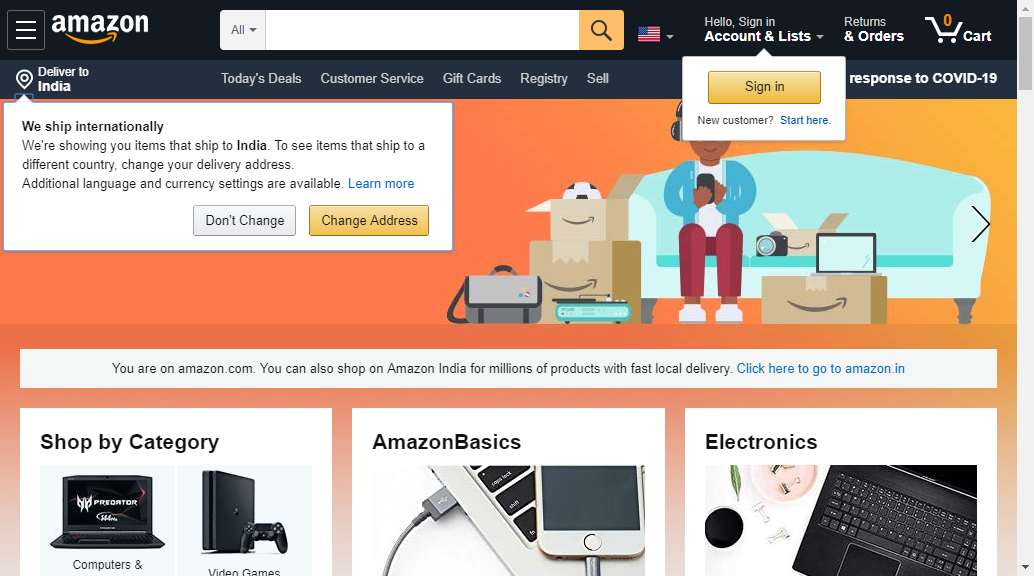 amazon
All
Hello, Sign in
Account & Lists
Returns
& Orders
0
Cart
Deliver to
India
Today's Deals
Customer Service
Gift Cards
Registry
Sell
response to COVID-19
Sign in
New customer? Start here.
We ship internationally
We're showing you items that ship to India. To see items that ship to a
different country, change your delivery address.
Additional language and currency settings are available. Learn more
Don't Change
Change Address
You are on amazon.com. You can also shop on Amazon India for millions of products with fast local delivery. Click here to go to amazon.in
Shop by Category
AmazonBasics
Electronics
PREDATOR
144Hz
caps lock
shift
Computers &
Video Games